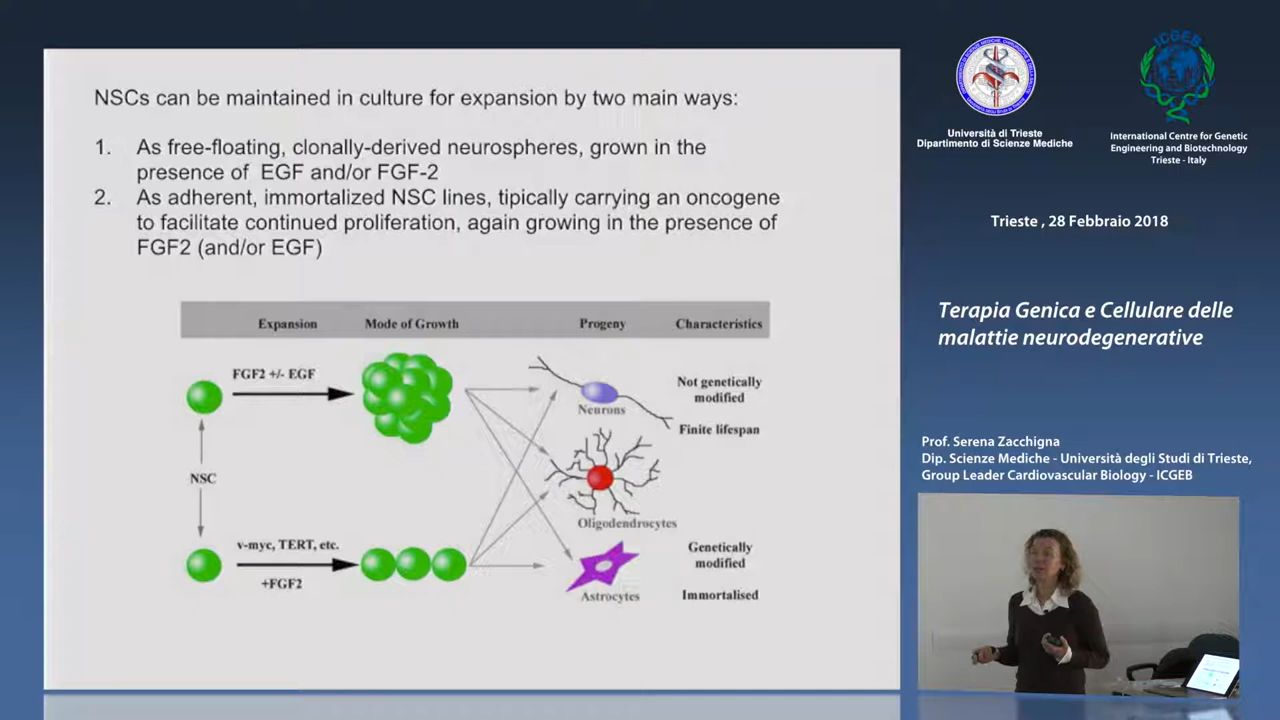 NSCs can be maintained in culture for expansion by two main ways:
1. As free-floating, clonally-derived neurospheres, grown in the
presence of EGF and/or FGF-2
2. As adherent, immortalized NSC lines, tipically carrying an oncogene
to facilitate continued proliferation, again growing in the presence of
FGF2 (and/or EGF)
Expansion Mode of Growth Progeny Characteristics
FGF2 +/- EGF
Neurons
Not genetically
modified
Finite lifespan
NSC
Oligodendrocytes
v-myc, TERT, etc.
+FGF2
Astrocytes
Genetically
modified
Immortalised
ICGEB
Università di Trieste
Dipartimento di Scienze Mediche
International Centre for Genetic
Engineering and Biotechnology
Trieste - Italy
Trieste , 28 Febbraio 2018
Terapia Genica e Cellulare delle
malattie neurodegenerative
Prof. Serena Zacchigna
Dip. Scienze Mediche - Università degli Studi di Trieste,
Group Leader Cardiovascular Biology - ICGEB